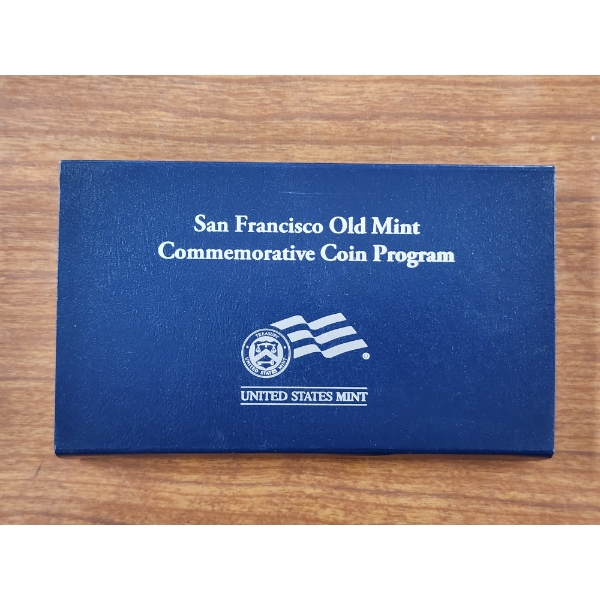 San Francisco Old Mint
Commemorative Coin Program
UNITED STATES MINT
®